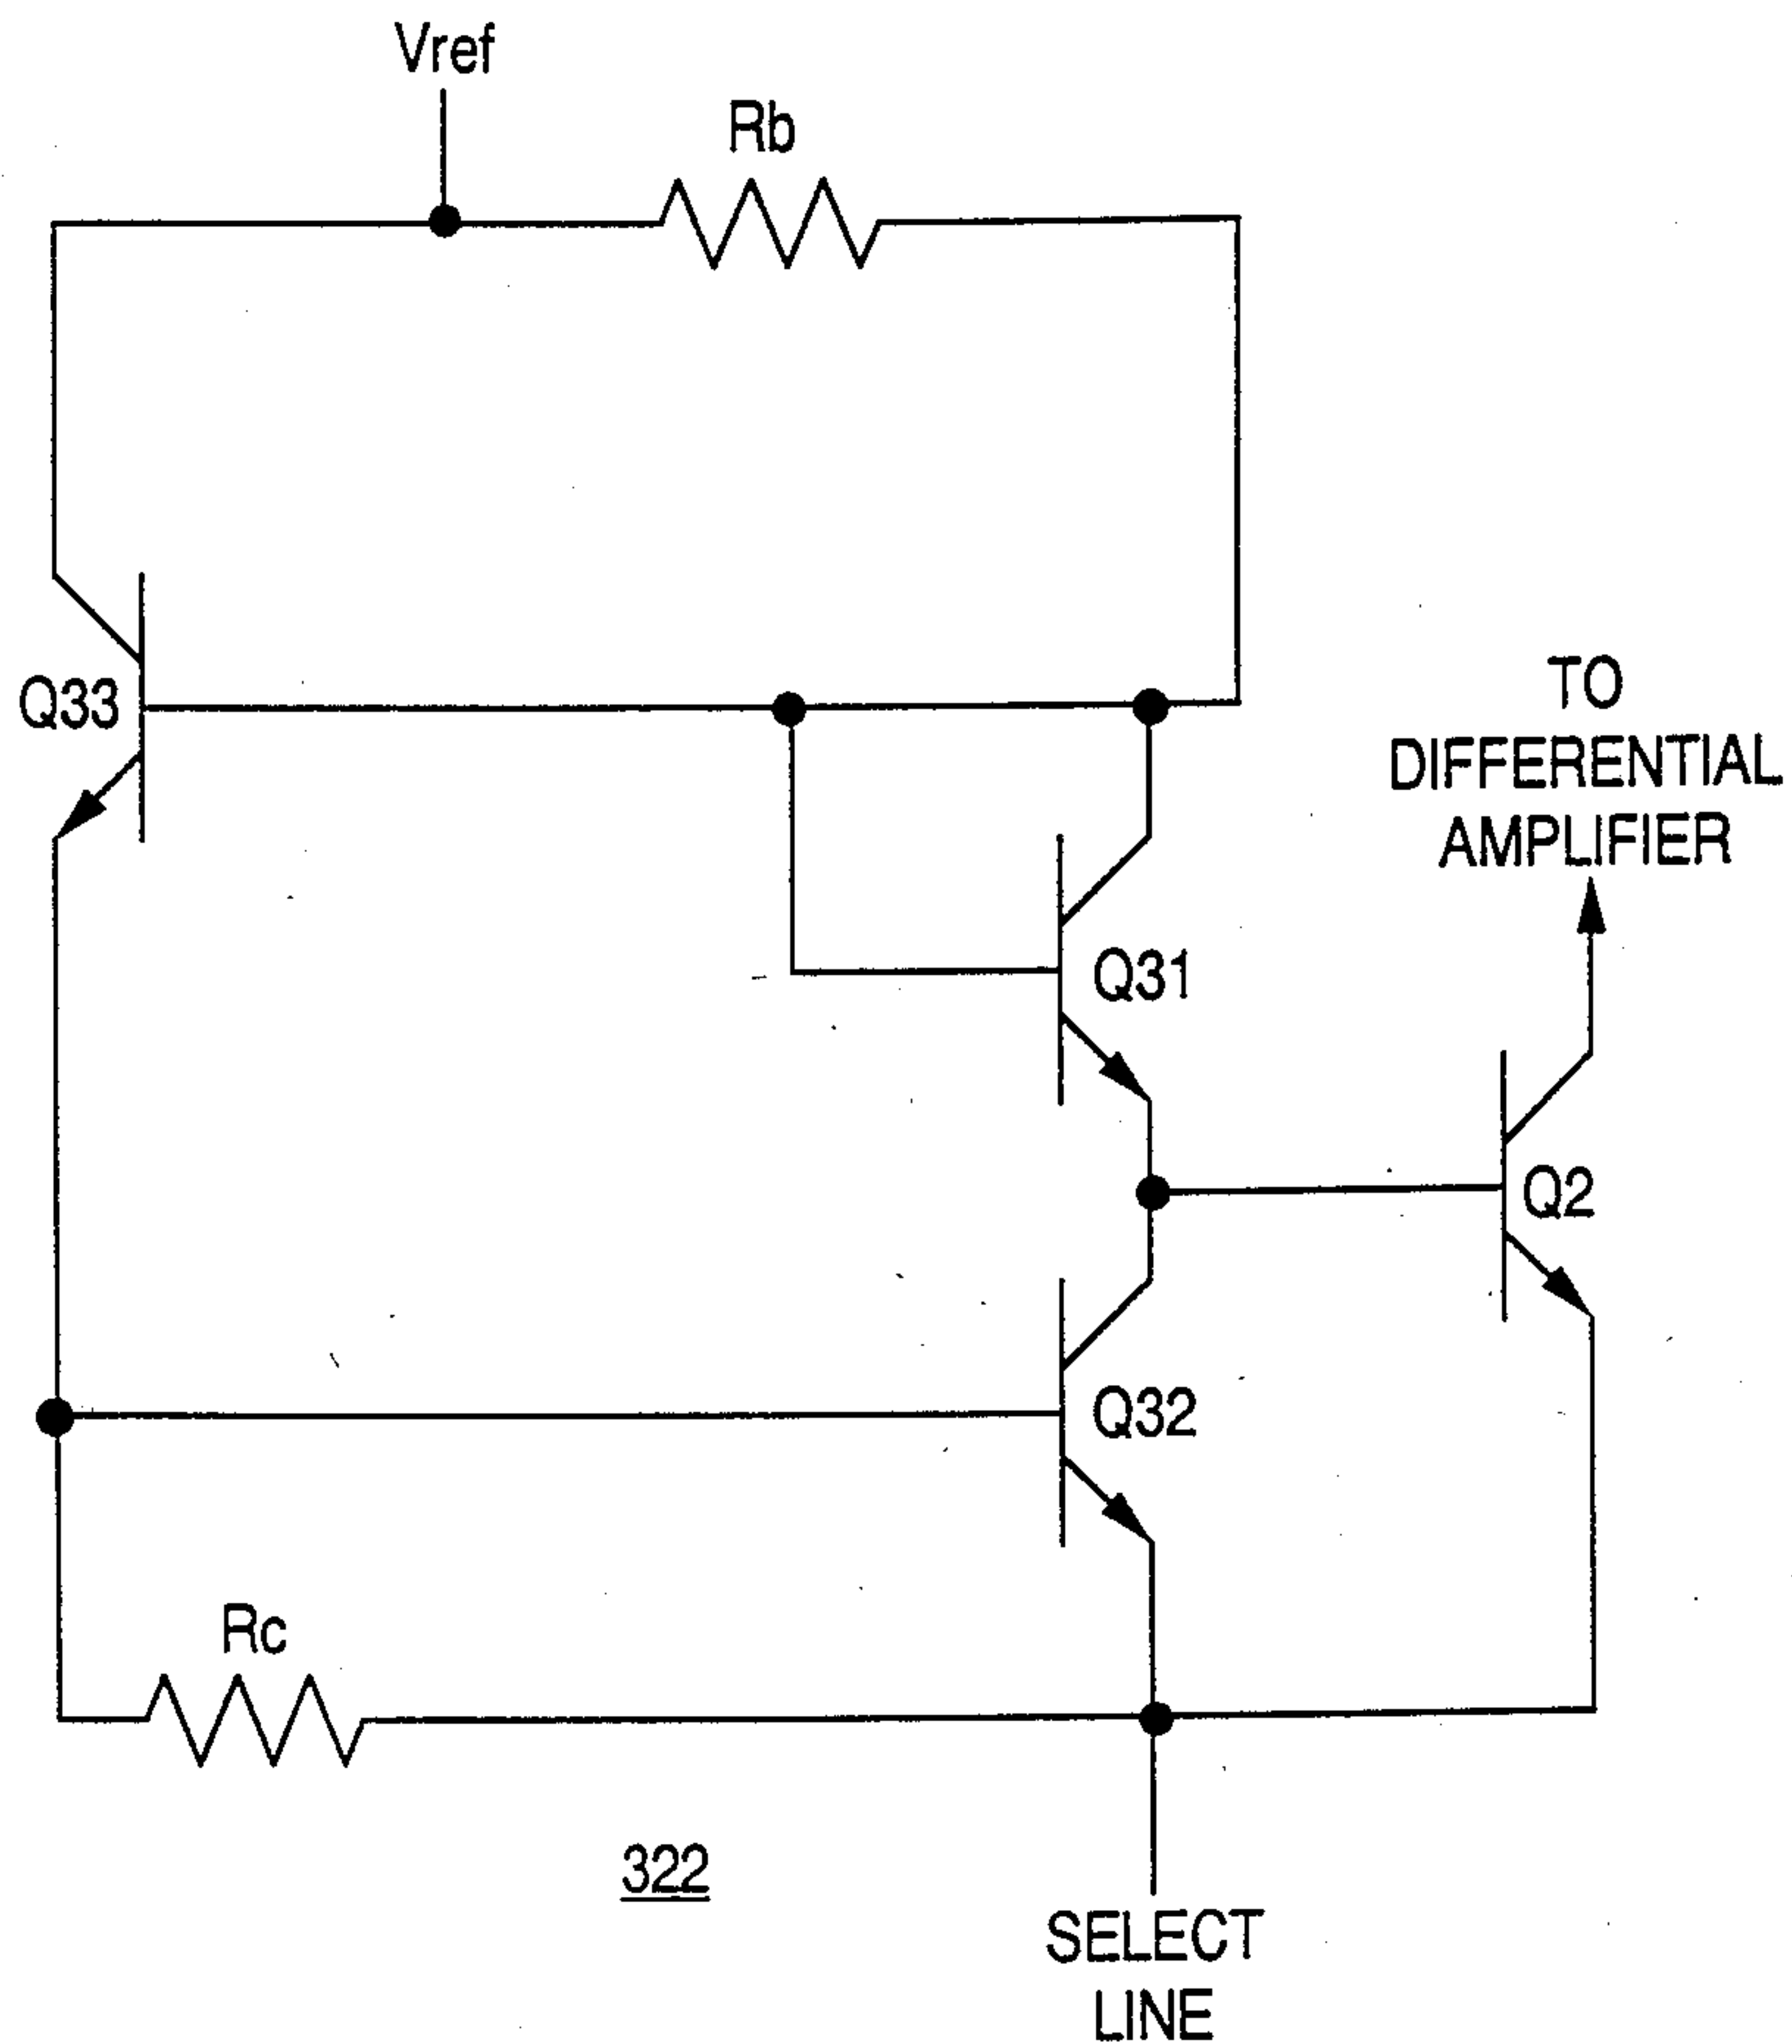 Vref
Rb
Q33
TO
DIFFERENTIAL
AMPLIFIER
Q31
Q2
Q32
Rc
322
SELECT
LINE